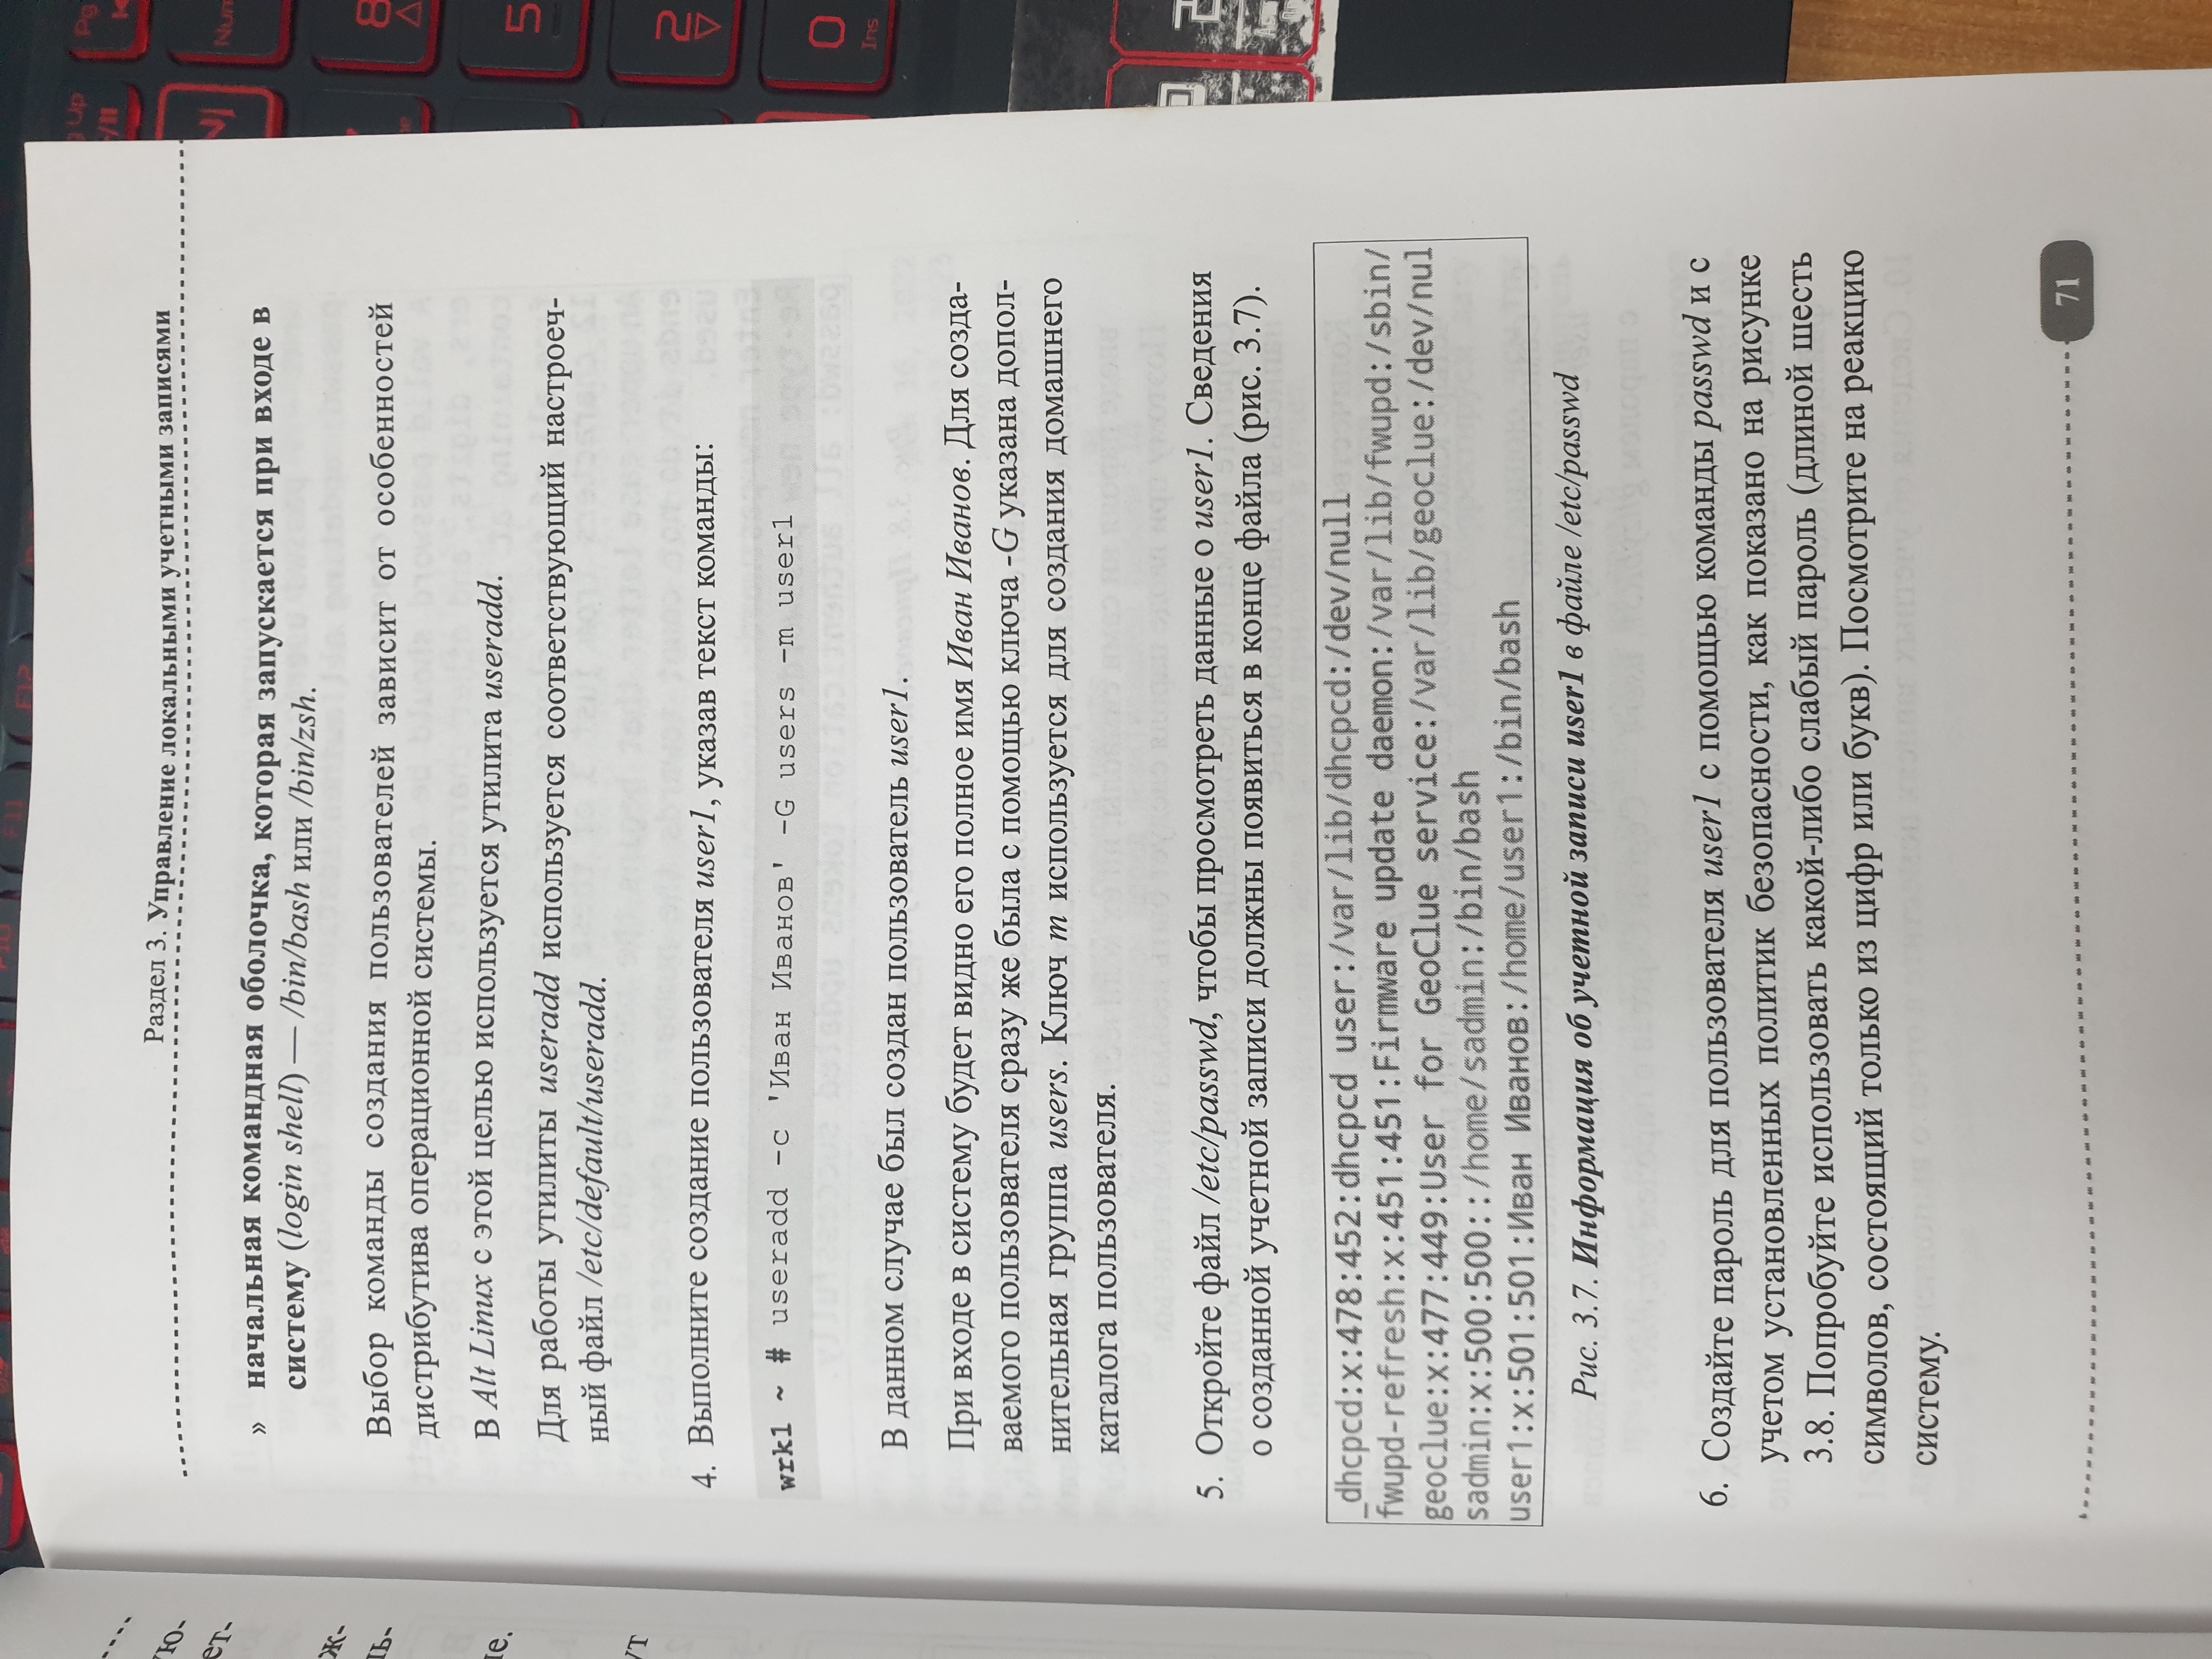 Раздел 3. Управление локальными учетными записями
» начальная командная оболочка, которая запускается при входе в
систему (login shell) — /bin/bash или /bin/zsh.
Выбор команды создания пользователей зависит от особенностей
дистрибутива операционной системы.
В Alt Linux с этой целью используется утилита useradd.
Для работы утилиты useradd используется соответствующий настроеч-
ный файл /etc/default/useradd.
4. Выполните создание пользователя user1, указав текст команды:
wrk1 ~ # useradd -c 'Иван Иванов' -G users -m user1
В данном случае был создан пользователь user1.
При входе в систему будет видно его полное имя Иван Иванов. Для созда-
ваемого пользователя сразу же была с помощью ключа -G указана допол-
нительная группа users. Ключ m используется для создания домашнего
каталога пользователя.
5. Откройте файл /etc/passwd, чтобы просмотреть данные о user1. Сведения
о созданной учетной записи должны появиться в конце файла (рис. 3.7).
_dhcpcd:x:478:452:dhcpcd user:/var/lib/dhcpcd:/dev/null
fwupd-refresh:x:451:451:Firmware update daemon:/var/lib/fwupd:/sbin/
geoclue:x:477:449:User for GeoClue service:/var/lib/geoclue:/dev/nul
sadmin:x:500:500::/home/sadmin:/bin/bash
user1:x:501:501:Иван Иванов:/home/user1:/bin/bash
Рис. 3.7. Информация об учетной записи user1 в файле /etc/passwd
6. Создайте пароль для пользователя user1 с помощью команды passwd и с
учетом установленных политик безопасности, как показано на рисунке
3.8. Попробуйте использовать какой-либо слабый пароль (длиной шесть
символов, состоящий только из цифр или букв). Посмотрите на реакцию
систему.
71
F11
F12
Up
Pg
Num
8
5
2
0
Ins